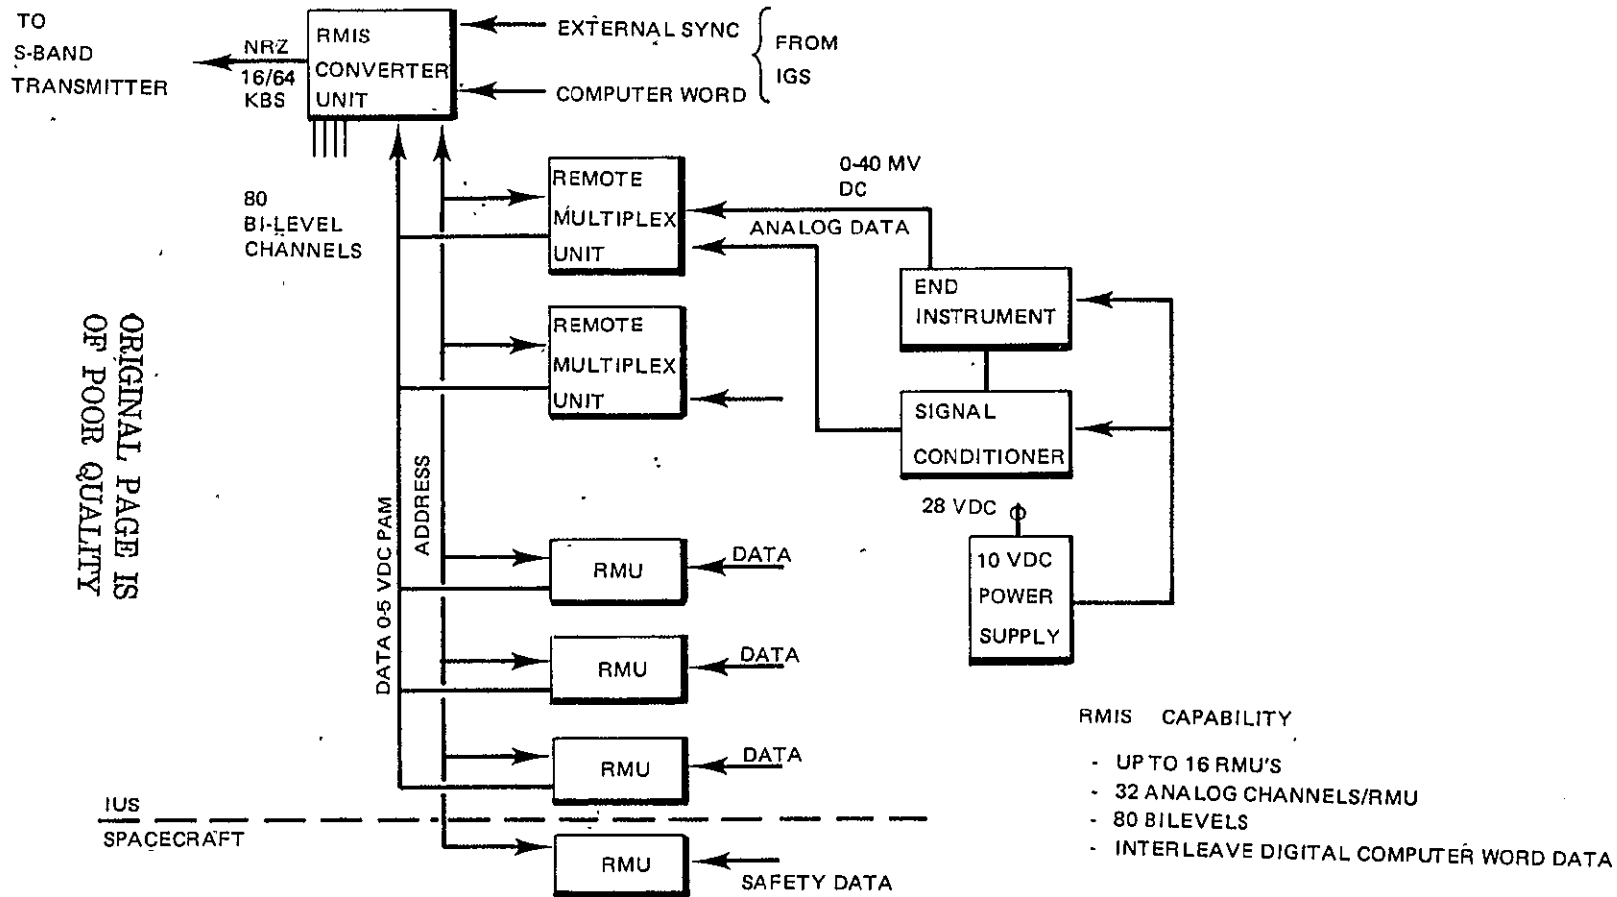 TO
S-BAND
TRANSMITTER
NRZ
16/64
KBS
RMIS
CONVERTER
UNIT
EXTERNAL SYNC
COMPUTER WORD
FROM
IGS
80
BI-LEVEL
CHANNELS
REMOTE
MULTIPLEX
UNIT
0-40 MV
DC
ANALOG DATA
END
INSTRUMENT
REMOTE
MULTIPLEX
UNIT
SIGNAL
CONDITIONER
ORIGINAL PAGE IS
OF POOR QUALITY
DATA 0-5 VDC PAM
ADDRESS
28 VDC
10 VDC
POWER
SUPPLY
RMU
DATA
RMU
DATA
RMU
DATA
IUS
SPACECRAFT
RMU
SAFETY DATA
RMIS CAPABILITY
- UP TO 16 RMU'S
- 32 ANALOG CHANNELS/RMU
- 80 BILEVELS
- INTERLEAVE DIGITAL COMPUTER WORD DATA